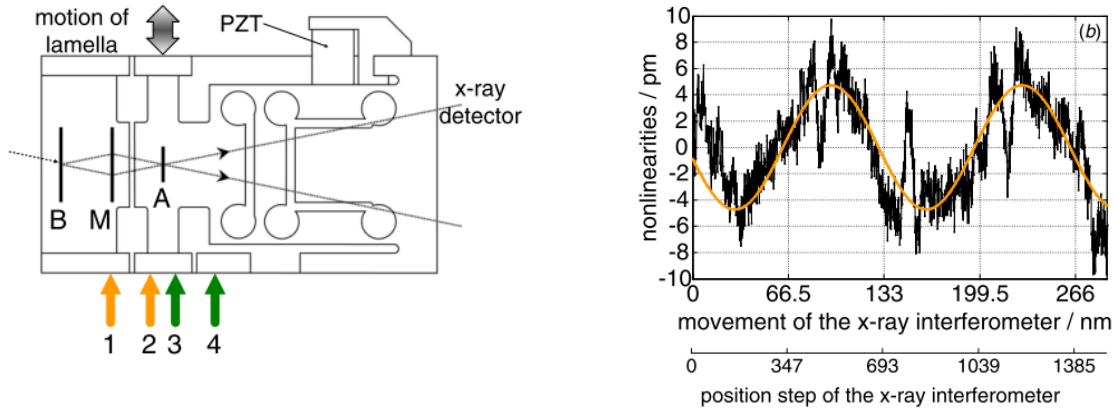 motion of
lamella
PZT
x-ray
detector
B
M
A
1
2
3
4
(b)
nonlinearities / pm
10
8
6
4
2
0
-2
-4
-6
-8
-10
0
66.5
133
199.5
266
movement of the x-ray interferometer / nm
0
347
693
1039
1385
position step of the x-ray interferometer